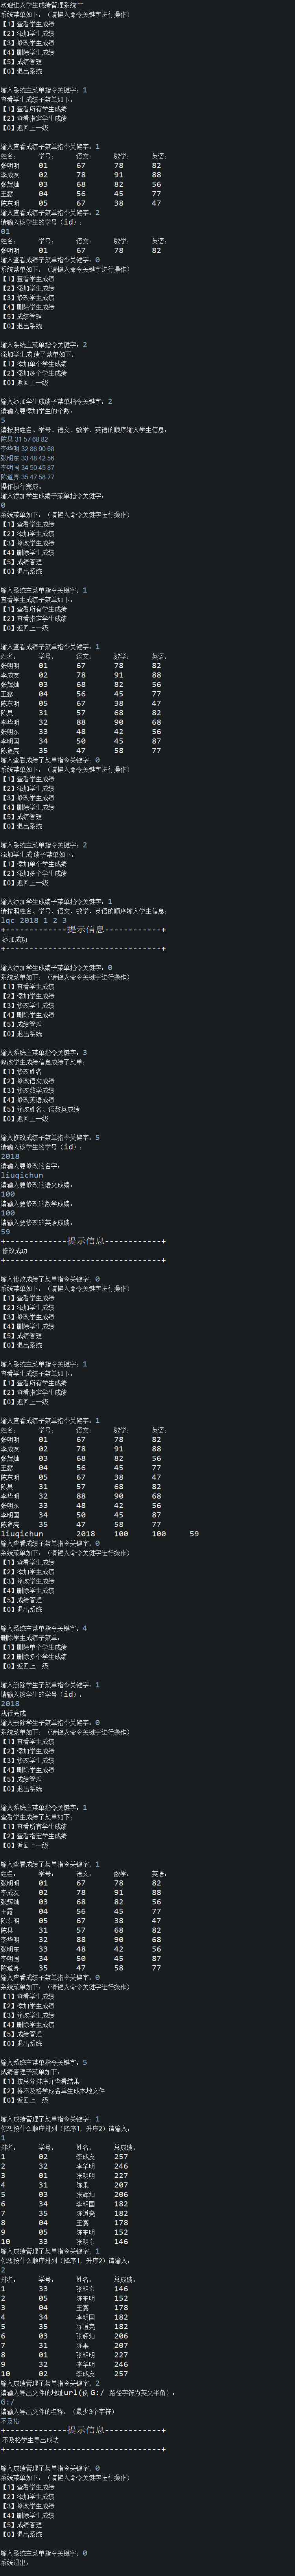 欢迎进入学生成绩管理系统~~
系统菜单如下，（请键入命令关键字进行操作）
【1】查看学生成绩
【2】添加学生成绩
【3】修改学生成绩
【4】删除学生成绩
【5】成绩管理
【0】退出系统
输入系统主菜单指令关键字，1
查看学生成绩子菜单如下，
【1】查看所有学生成绩
【2】查看指定学生成绩
【0】返回上一级
输入查看成绩子菜单指令关键字，1
姓名， 学号， 语文， 数学， 英语，
张明明 01 67 78 82
李成友 02 78 91 88
张辉灿 03 68 82 56
王露 04 56 45 77
陈东明 05 67 38 47
输入查看成绩子菜单指令关键字，2
请输入该学生的学号（id），
01
姓名， 学号， 语文， 数学， 英语，
张明明 01 67 78 82
输入查看成绩子菜单指令关键字，0
系统菜单如下，（请键入命令关键字进行操作）
【1】查看学生成绩
【2】添加学生成绩
【3】修改学生成绩
【4】删除学生成绩
【5】成绩管理
【0】退出系统
输入系统主菜单指令关键字，2
添加学生成 绩子菜单如下，
【1】添加单个学生成绩
【2】添加多个学生成绩
【0】返回上一级
输入添加学生成绩子菜单指令关键字，2
请输入要添加学生的个数，
5
请按照姓名、学号、语文、数学、英语的顺序输入学生信息，
陈果 31 57 68 82
李华明 32 88 90 68
张明东 33 48 42 56
李明国 34 50 45 87
陈道亮 35 47 58 77
操作执行完成。
输入添加学生成绩子菜单指令关键字，
0
系统菜单如下，（请键入命令关键字进行操作）
【1】查看学生成绩
【2】添加学生成绩
【3】修改学生成绩
【4】删除学生成绩
【5】成绩管理
【0】退出系统
输入系统主菜单指令关键字，1
查看学生成绩子菜单如下，
【1】查看所有学生成绩
【2】查看指定学生成绩
【0】返回上一级
输入查看成绩子菜单指令关键字，1
姓名， 学号， 语文， 数学， 英语，
张明明 01 67 78 82
李成友 02 78 91 88
张辉灿 03 68 82 56
王露 04 56 45 77
陈东明 05 67 38 47
陈果 31 57 68 82
李华明 32 88 90 68
张明东 33 48 42 56
李明国 34 50 45 87
陈道亮 35 47 58 77
输入查看成绩子菜单指令关键字，0
系统菜单如下，（请键入命令关键字进行操作）
【1】查看学生成绩
【2】添加学生成绩
【3】修改学生成绩
【4】删除学生成绩
【5】成绩管理
【0】退出系统
输入系统主菜单指令关键字，2
添加学生成 绩子菜单如下，
【1】添加单个学生成绩
【2】添加多个学生成绩
【0】返回上一级
输入添加学生成绩子菜单指令关键字，1
请按照姓名、学号、语文、数学、英语的顺序输入学生信息，
lqc 2018 1 2 3
+-------------提示信息------------+
添加成功
+---------------------------------+
输入添加学生成绩子菜单指令关键字，0
系统菜单如下，（请键入命令关键字进行操作）
【1】查看学生成绩
【2】添加学生成绩
【3】修改学生成绩
【4】删除学生成绩
【5】成绩管理
【0】退出系统
输入系统主菜单指令关键字，3
修改学生成绩信息成绩子菜单，
【1】修改姓名
【2】修改语文成绩
【3】修改数学成绩
【4】修改英语成绩
【5】修改姓名、语数英成绩
【0】返回上一级
输入修改成绩子菜单指令关键字，5
请输入该学生的学号（id），
2018
请输入要修改的名字，
liuqichun
请输入要修改的语文成绩，
100
请输入要修改的数学成绩，
100
请输入要修改的英语成绩，
59
+-------------提示信息------------+
修改成功
+---------------------------------+
输入修改成绩子菜单指令关键字，0
系统菜单如下，（请键入命令关键字进行操作）
【1】查看学生成绩
【2】添加学生成绩
【3】修改学生成绩
【4】删除学生成绩
【5】成绩管理
【0】退出系统
输入系统主菜单指令关键字，1
查看学生成绩子菜单如下，
【1】查看所有学生成绩
【2】查看指定学生成绩
【0】返回上一级
输入查看成绩子菜单指令关键字，1
姓名， 学号， 语文， 数学， 英语，
张明明 01 67 78 82
李成友 02 78 91 88
张辉灿 03 68 82 56
王露 04 56 45 77
陈东明 05 67 38 47
陈果 31 57 68 82
李华明 32 88 90 68
张明东 33 48 42 56
李明国 34 50 45 87
陈道亮 35 47 58 77
liuqichun 2018 100 100 59
输入查看成绩子菜单指令关键字，0
系统菜单如下，（请键入命令关键字进行操作）
【1】查看学生成绩
【2】添加学生成绩
【3】修改学生成绩
【4】删除学生成绩
【5】成绩管理
【0】退出系统
输入系统主菜单指令关键字，4
删除学生成绩子菜单，
【1】删除单个学生成绩
【2】删除多个学生成绩
【0】返回上一级
输入删除学生子菜单指令关键字，1
请输入该学生的学号（id），
2018
执行完成
输入删除学生子菜单指令关键字，0
系统菜单如下，（请键入命令关键字进行操作）
【1】查看学生成绩
【2】添加学生成绩
【3】修改学生成绩
【4】删除学生成绩
【5】成绩管理
【0】退出系统
输入系统主菜单指令关键字，1
查看学生成绩子菜单如下，
【1】查看所有学生成绩
【2】查看指定学生成绩
【0】返回上一级
输入查看成绩子菜单指令关键字，1
姓名， 学号， 语文， 数学， 英语，
张明明 01 67 78 82
李成友 02 78 91 88
张辉灿 03 68 82 56
王露 04 56 45 77
陈东明 05 67 38 47
陈果 31 57 68 82
李华明 32 88 90 68
张明东 33 48 42 56
李明国 34 50 45 87
陈道亮 35 47 58 77
输入查看成绩子菜单指令关键字，0
系统菜单如下，（请键入命令关键字进行操作）
【1】查看学生成绩
【2】添加学生成绩
【3】修改学生成绩
【4】删除学生成绩
【5】成绩管理
【0】退出系统
输入系统主菜单指令关键字，5
成绩管理子菜单如下，
【1】按总分排序并查看结果
【2】将不及格学成名单生成本地文件
【0】返回上一级
输入成绩管理子菜单指令关键字，1
你想按什么顺序排列（降序1，升序2）请输入，
1
排名， 学号， 姓名， 总成绩，
1 02 李成友 257
2 32 李华明 246
3 01 张明明 227
4 31 陈果 207
5 03 张辉灿 206
6 34 李明国 182
7 35 陈道亮 182
8 04 王露 178
9 05 陈东明 152
10 33 张明东 146
输入成绩管理子菜单指令关键字，1
你想按什么顺序排列（降序1，升序2）请输入，
2
排名， 学号， 姓名， 总成绩，
1 33 张明东 146
2 05 陈东明 152
3 04 王露 178
4 34 李明国 182
5 35 陈道亮 182
6 03 张辉灿 206
7 31 陈果 207
8 01 张明明 227
9 32 李华明 246
10 02 李成友 257
输入成绩管理子菜单指令关键字，2
请输入导出文件的地址url(例 G:/ 路径字符为英文半角），
G:/
请输入导出文件的名称，（最少3个字符）
不及格
+-------------提示信息------------+
不及格学生导出成功
+---------------------------------+
输入成绩管理子菜单指令关键字，0
系统菜单如下，（请键入命令关键字进行操作）
【1】查看学生成绩
【2】添加学生成绩
【3】修改学生成绩
【4】删除学生成绩
【5】成绩管理
【0】退出系统
输入系统主菜单指令关键字，0
系统退出。